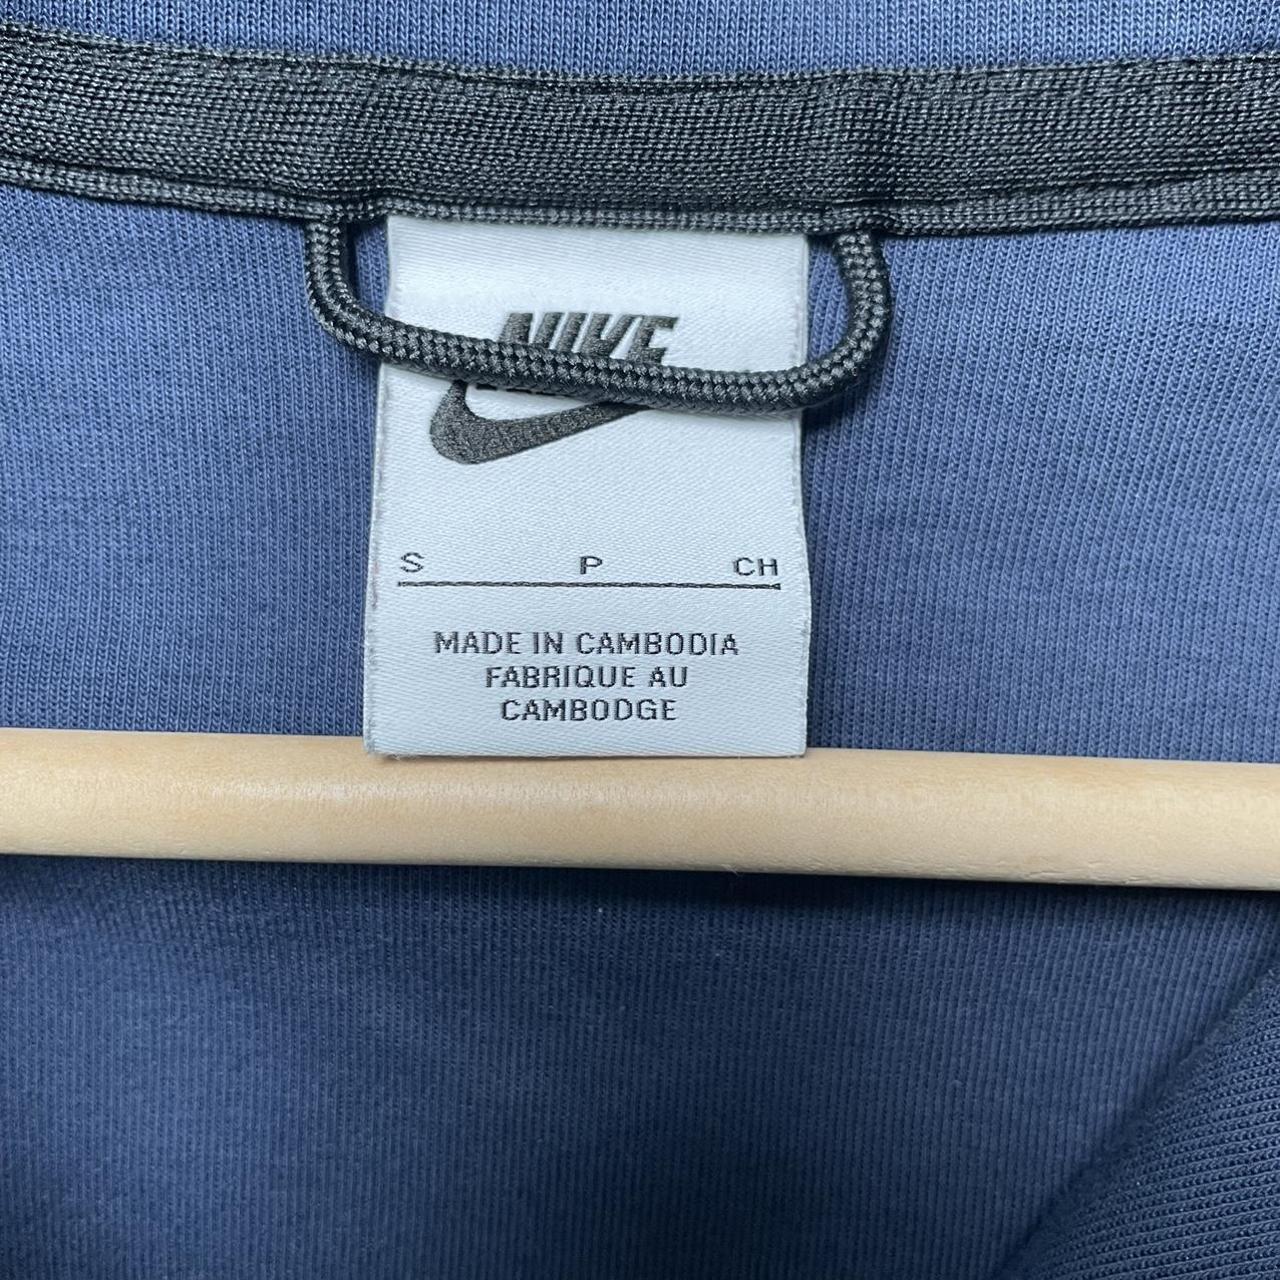 NIKE
S P CH
MADE IN CAMBODIA
FABRIQUE AU
CAMBODGE